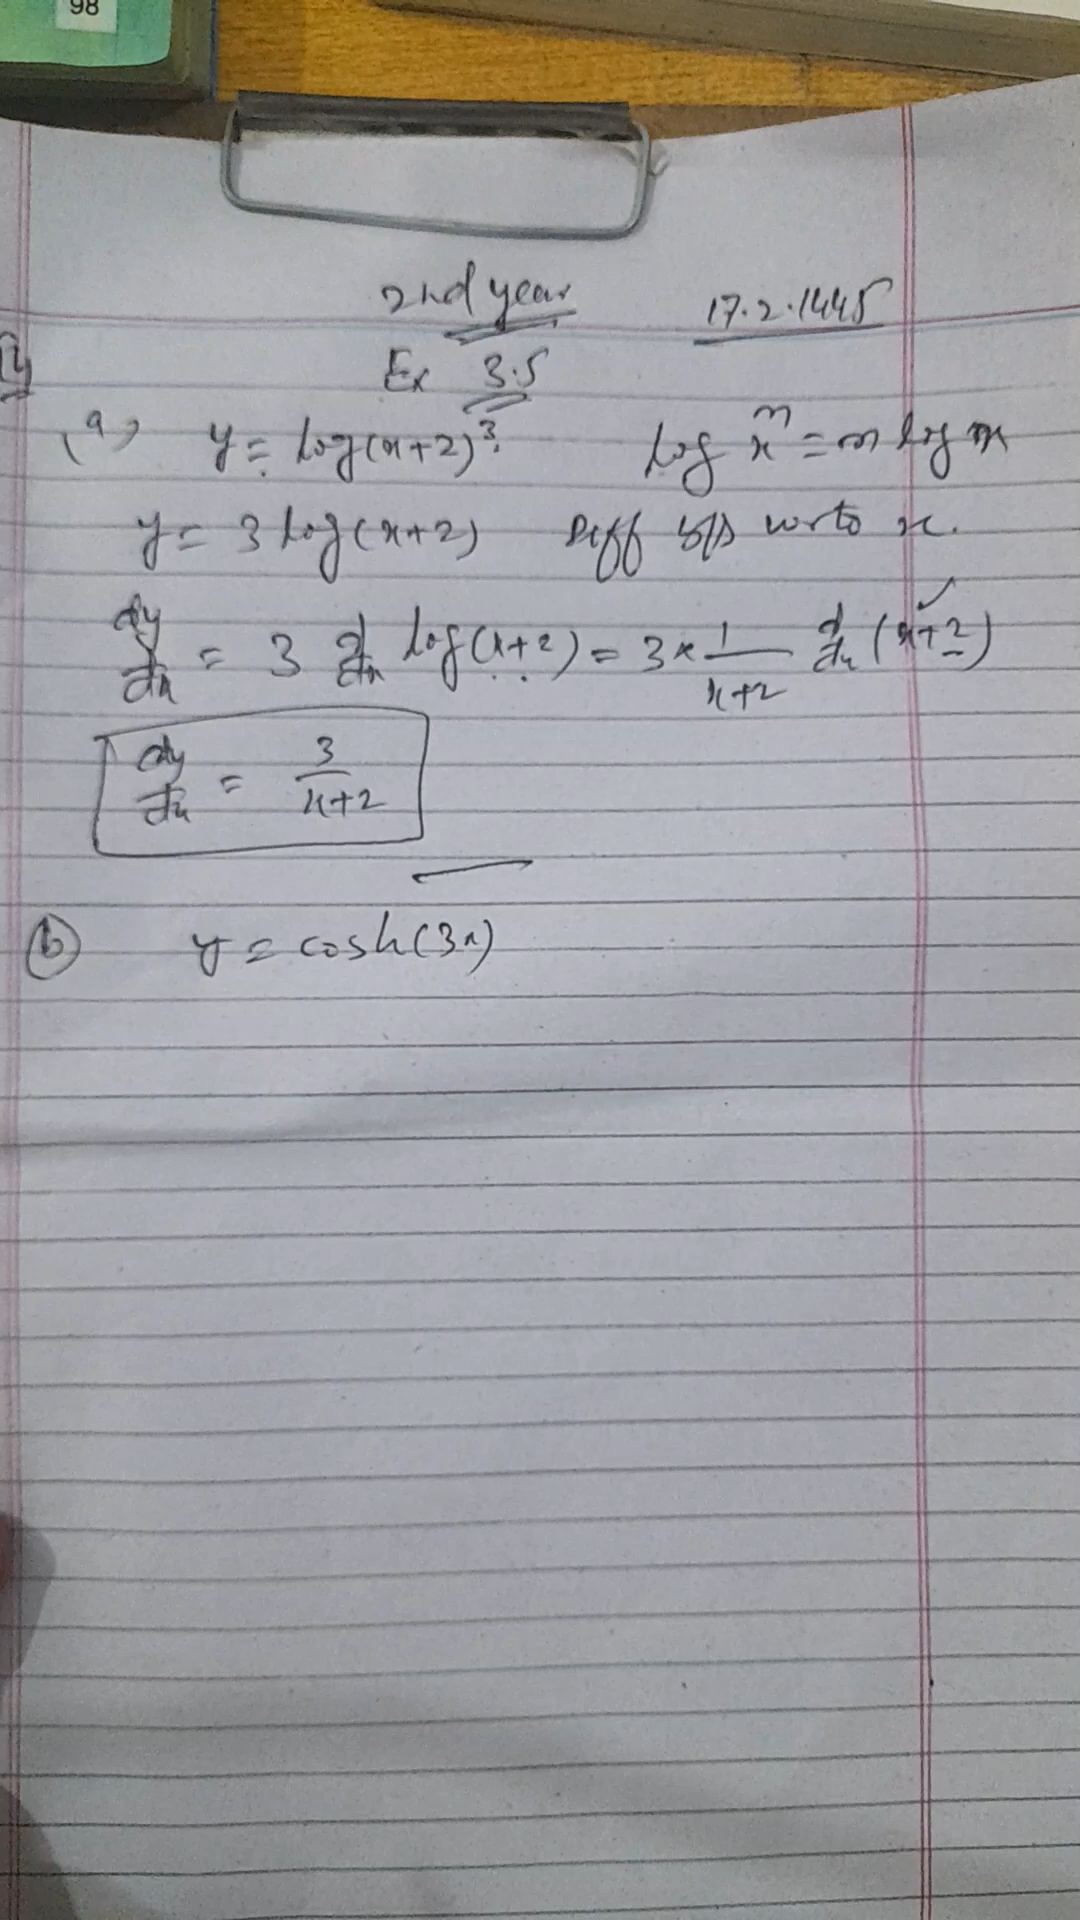 98
2nd year 17.2.1445
Ex 3.5
(a) y = log(x+2)³ log xᵐ = m log x
y = 3 log(x+2) Diff b/s w.r.to x.
dy/dx = 3 d/dx log(x+2) = 3 × 1/(x+2) d/dx (x+2) ✓
dy/dx = 3/(x+2)
(b) y = cosh(3x)